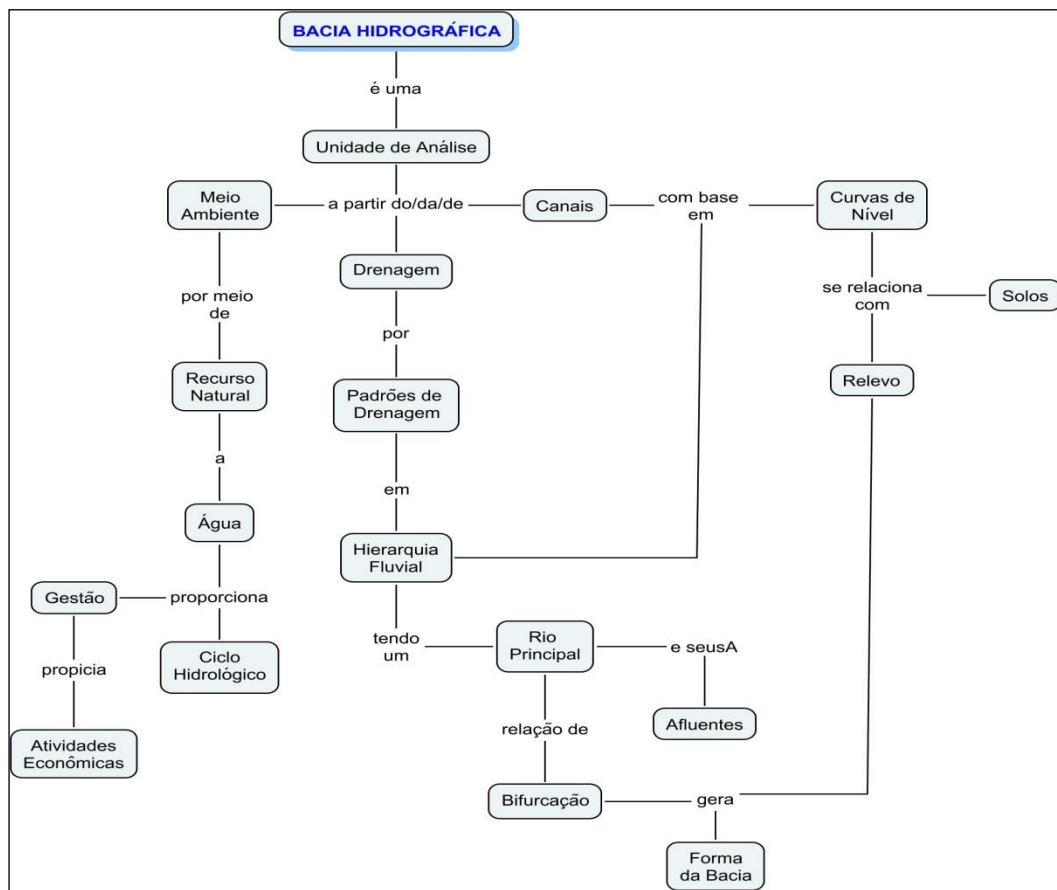 BACIA HIDROGRÁFICA
é uma
Unidade de Análise
Meio
Ambiente
a partir do/da/de
Canais
com base
em
Curvas de
Nível
Drenagem
por meio
de
se relaciona
com
Solos
por
Recurso
Natural
Padrões de
Drenagem
Relevo
a
em
Água
Hierarquia
Fluvial
Gestão
proporciona
tendo
um
Rio
Principal
e seusA
Ciclo
Hidrológico
propicia
Afluentes
relação de
Atividades
Econômicas
Bifurcação
gera
Forma
da Bacia